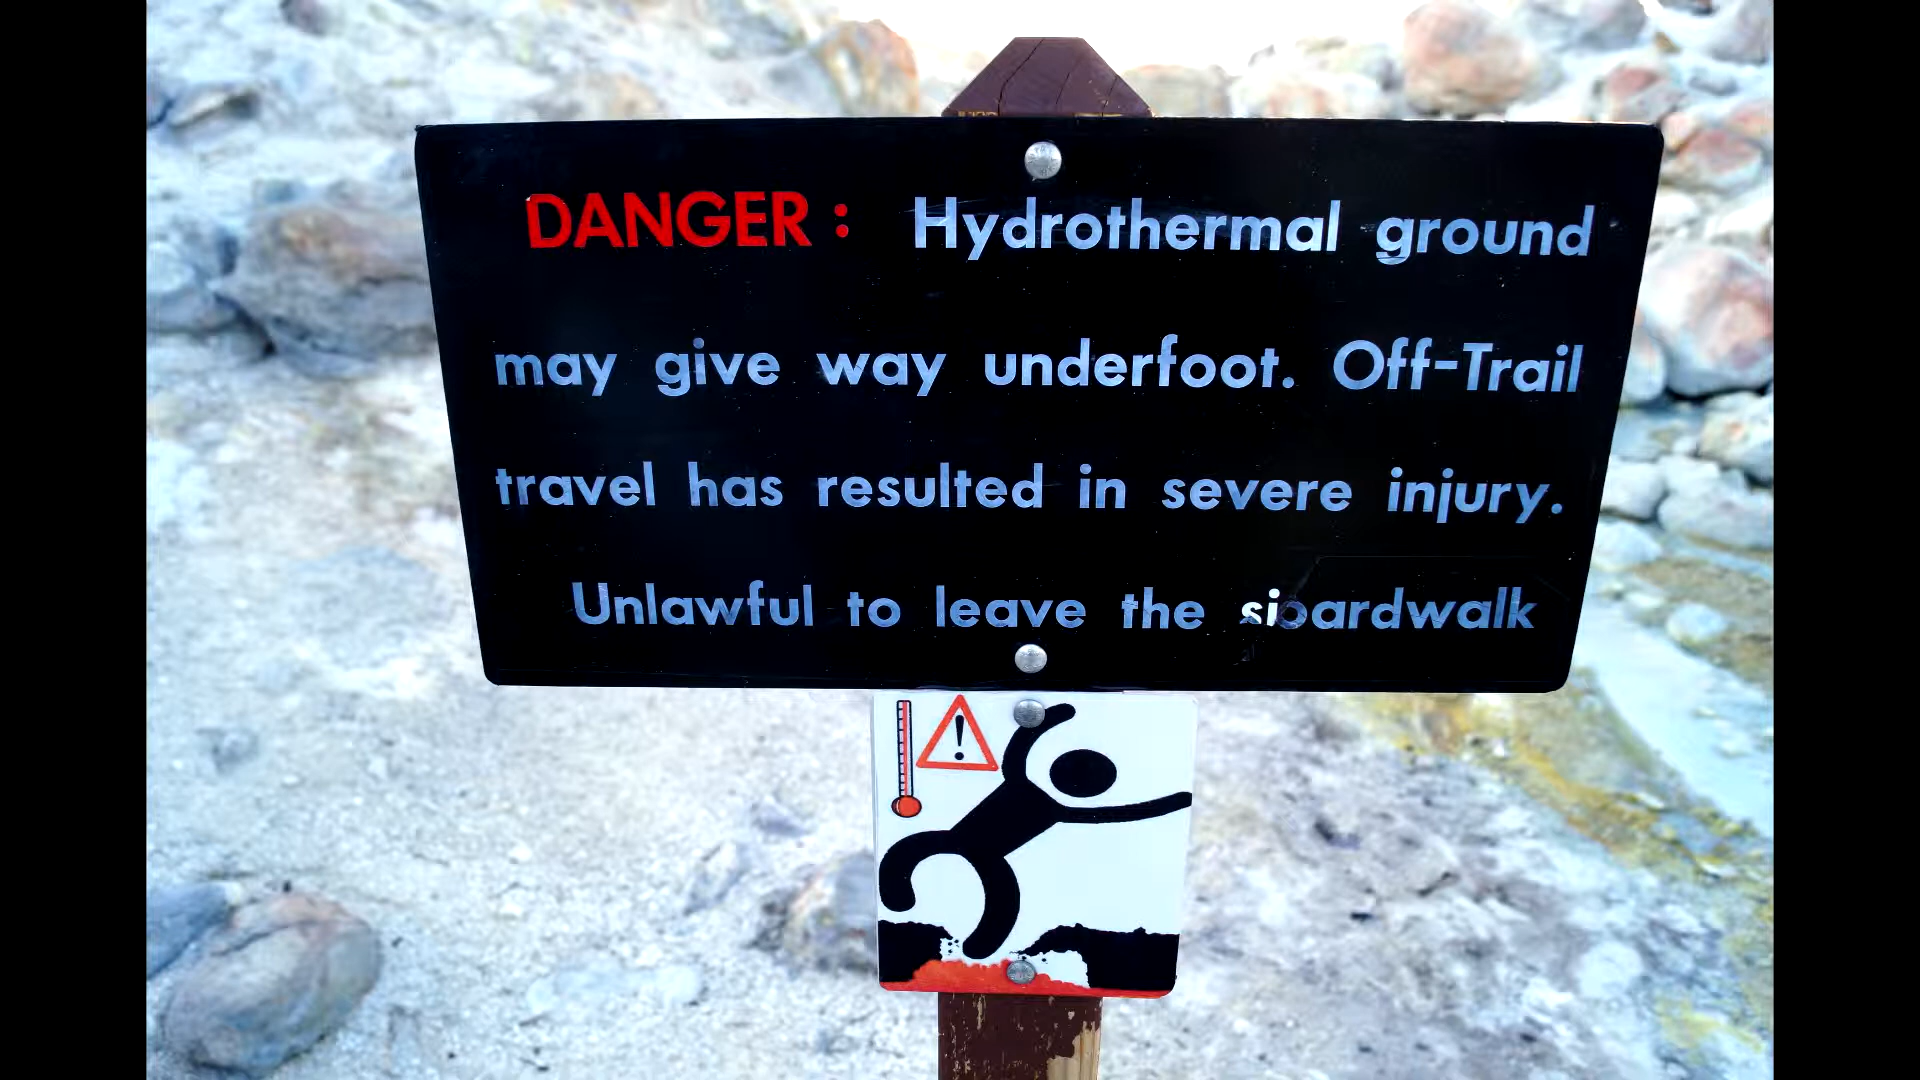 DANGER: Hydrothermal ground
may give way underfoot. Off-Trail
travel has resulted in severe injury.
Unlawful to leave the sioardwalk